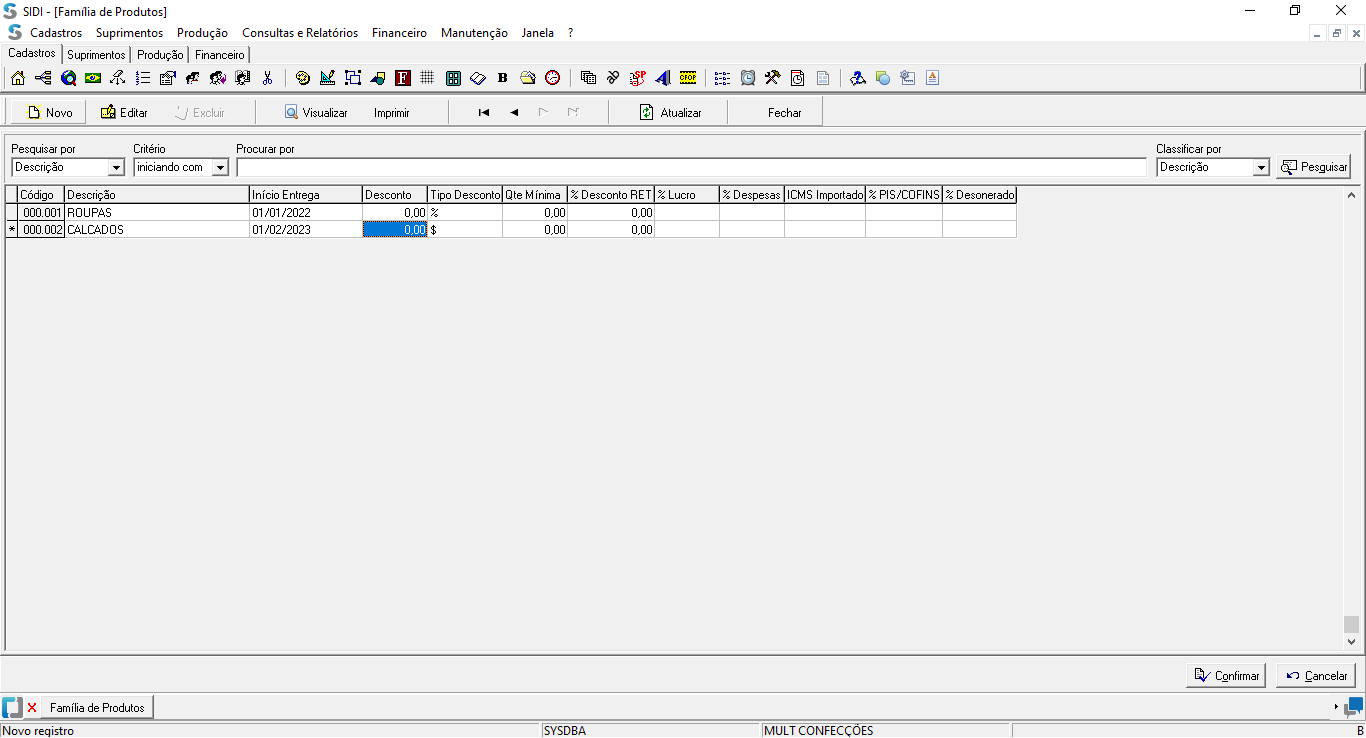 SIDI - [Família de Produtos]
Cadastros Suprimentos Produção Consultas e Relatórios Financeiro Manutenção Janela ?
Cadastros Suprimentos Produção Financeiro
F B SP CFOP A
Novo Editar Excluir Visualizar Imprimir Atualizar Fechar
Pesquisar por Critério Procurar por Classificar por
Descrição iniciando com Descrição Pesquisar
Código Descrição Início Entrega Desconto Tipo Desconto Qte Mínima % Desconto RET % Lucro % Despesas ICMS Importado % PIS/COFINS % Desonerado
000.001 ROUPAS 01/01/2022 0,00 % 0,00 0,00
* 000.002 CALCADOS 01/02/2023 0,00 $ 0,00 0,00
Confirmar Cancelar
Família de Produtos
Novo registro SYSDBA MULT CONFECÇÕES B